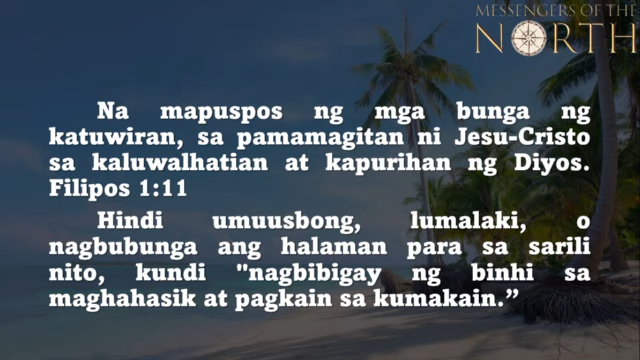 MESSENGERS OF THE
NORTH
Na mapuspos ng mga bunga ng
katuwiran, sa pamamagitan ni Jesu-Cristo
sa kaluwalhatian at kapurihan ng Diyos.
Filipos 1:11
Hindi umuusbong, lumalaki, o
nagbubunga ang halaman para sa sarili
nito, kundi "nagbibigay ng binhi sa
maghahasik at pagkain sa kumakain.”